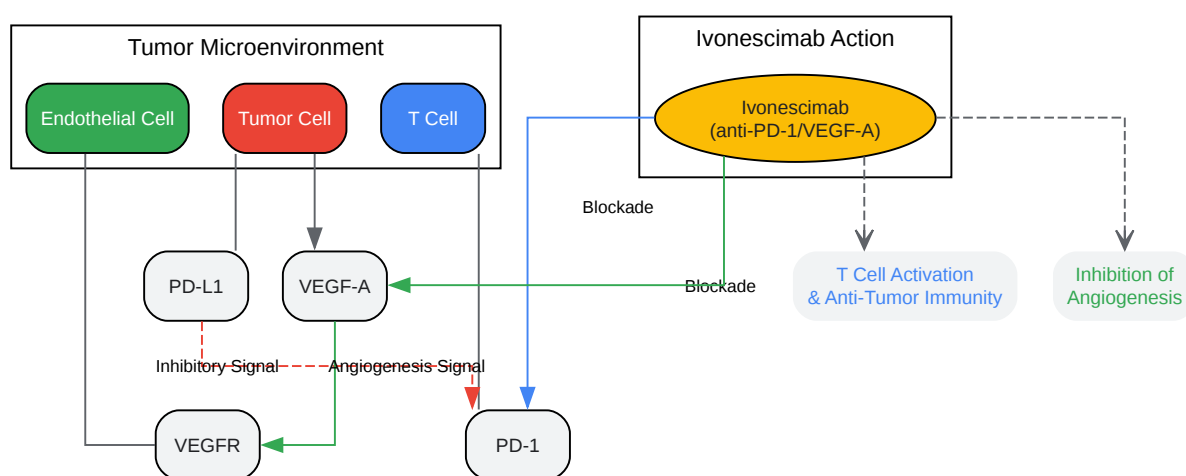 Tumor Microenvironment
Ivonescimab Action
Endothelial Cell
Tumor Cell
T Cell
Ivonescimab
(anti-PD-1/VEGF-A)
Blockade
PD-L1
VEGF-A
Blockade
T Cell Activation
& Anti-Tumor Immunity
Inhibition of
Angiogenesis
Inhibitory Signal
Angiogenesis Signal
VEGFR
PD-1